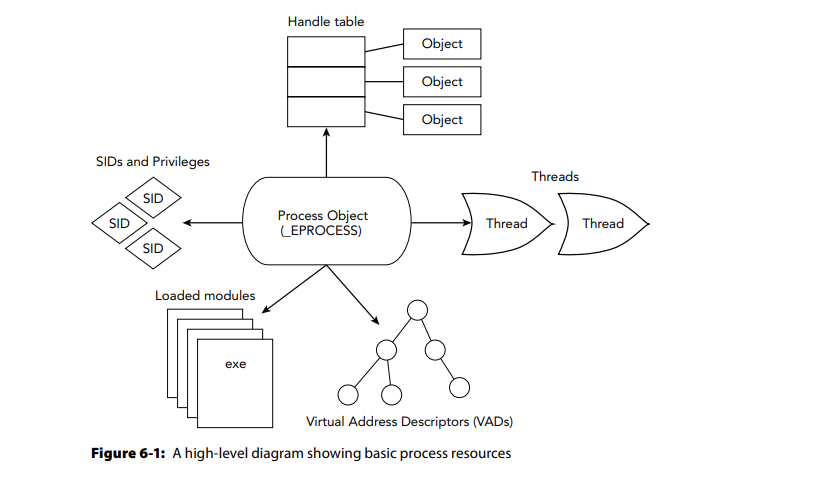 Handle table
Object
Object
Object
SIDs and Privileges
SID
SID
SID
Process Object
(_EPROCESS)
Threads
Thread
Thread
Loaded modules
exe
Virtual Address Descriptors (VADs)
Figure 6-1: A high-level diagram showing basic process resources